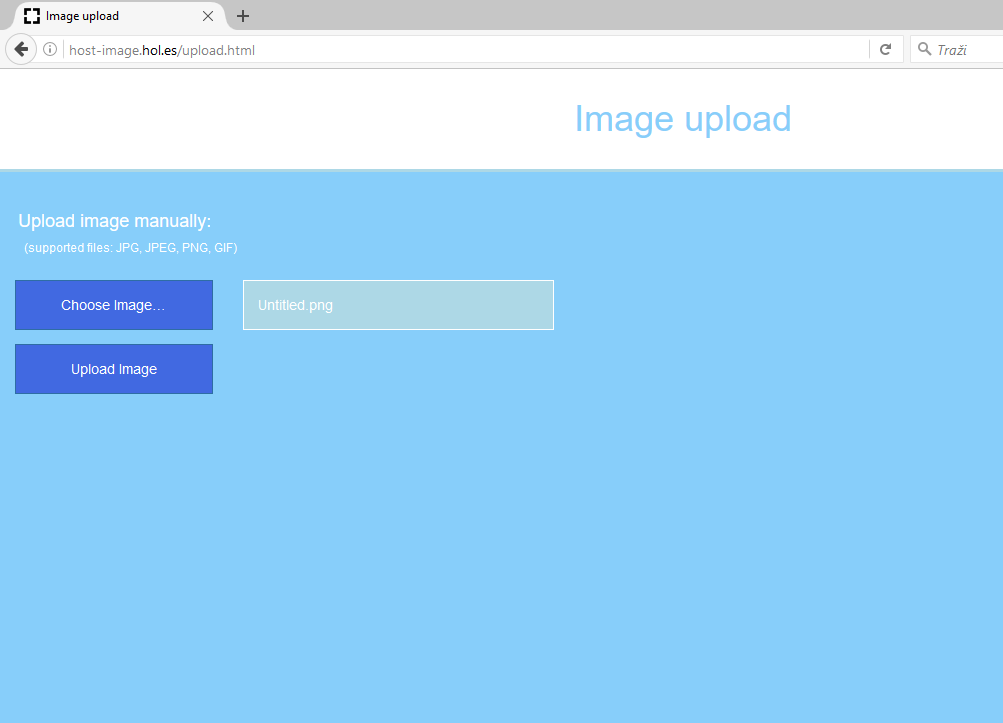 Image upload
host-image.hol.es/upload.html
Traži
Image upload
Upload image manually:
(supported files: JPG, JPEG, PNG, GIF)
Choose Image...
Untitled.png
Upload Image